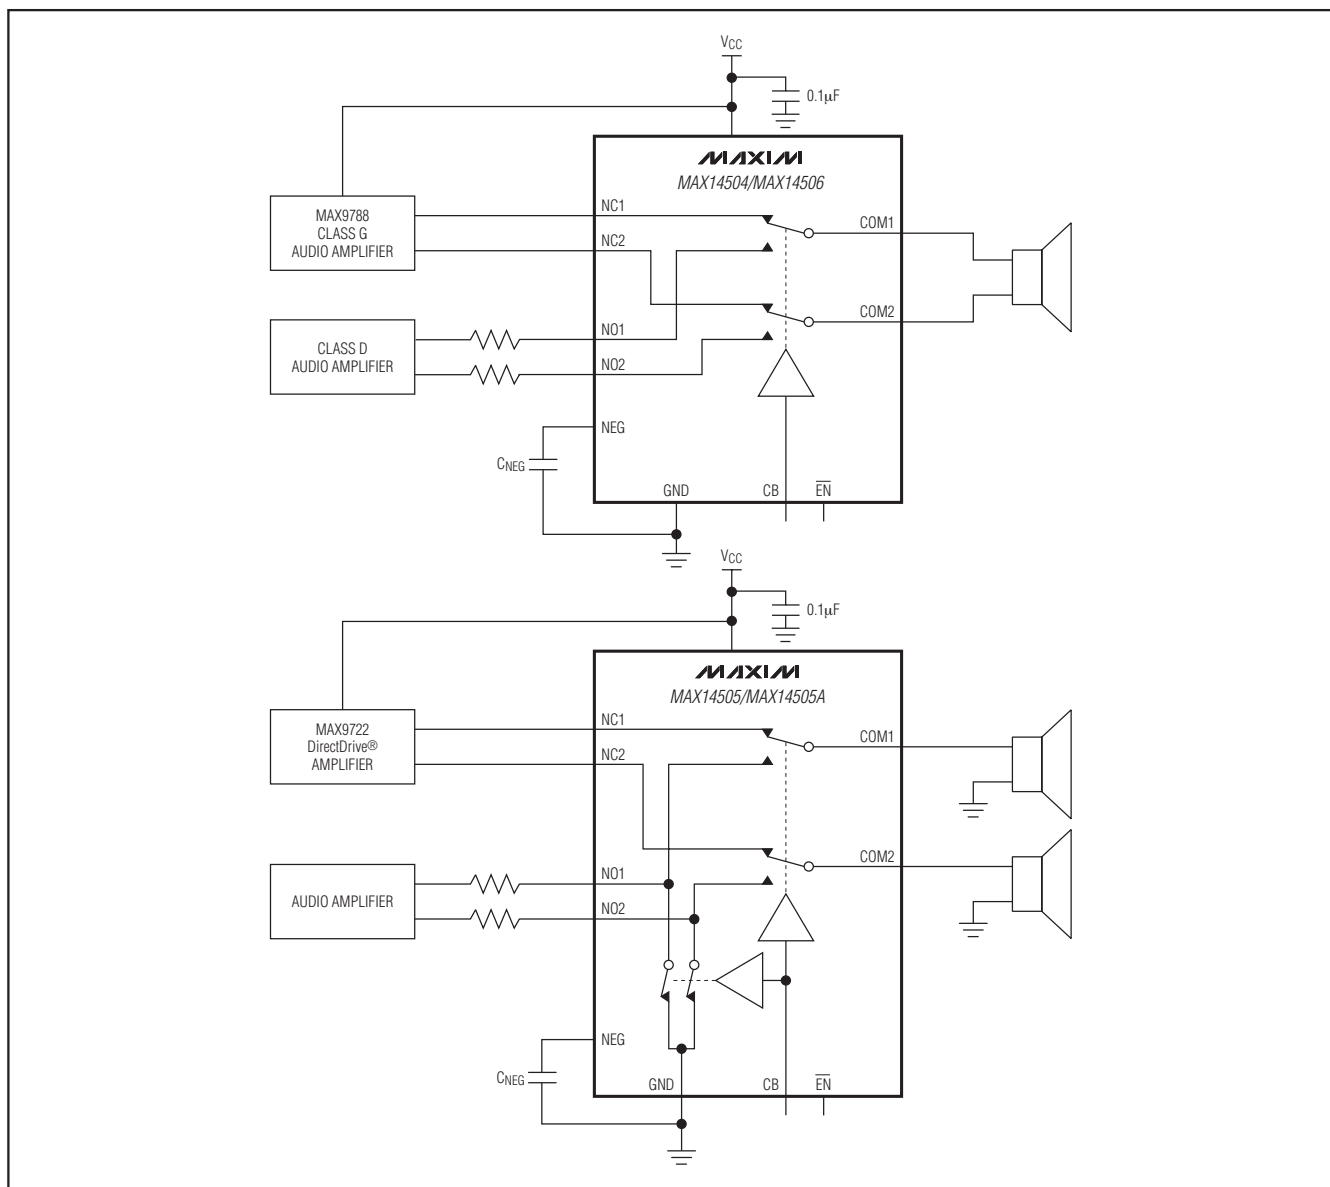 VCC
0.1µF
MAXIM
MAX14504/MAX14506
MAX9788
CLASS G
AUDIO AMPLIFIER
NC1
NC2
COM1
COM2
CLASS D
AUDIO AMPLIFIER
NO1
NO2
NEG
CNEG
GND
CB
EN
VCC
0.1µF
MAXIM
MAX14505/MAX14505A
MAX9722
DirectDrive®
AMPLIFIER
NC1
NC2
COM1
COM2
AUDIO AMPLIFIER
NO1
NO2
NEG
CNEG
GND
CB
EN